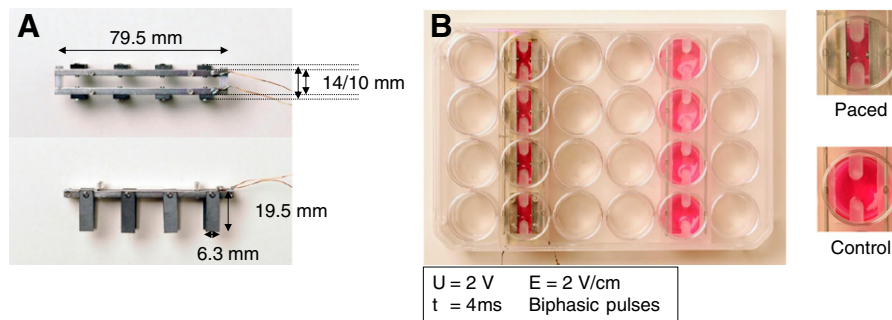 A
79.5 mm
14/10 mm
19.5 mm
6.3 mm
B
U = 2 V E = 2 V/cm
t = 4ms Biphasic pulses
Paced
Control